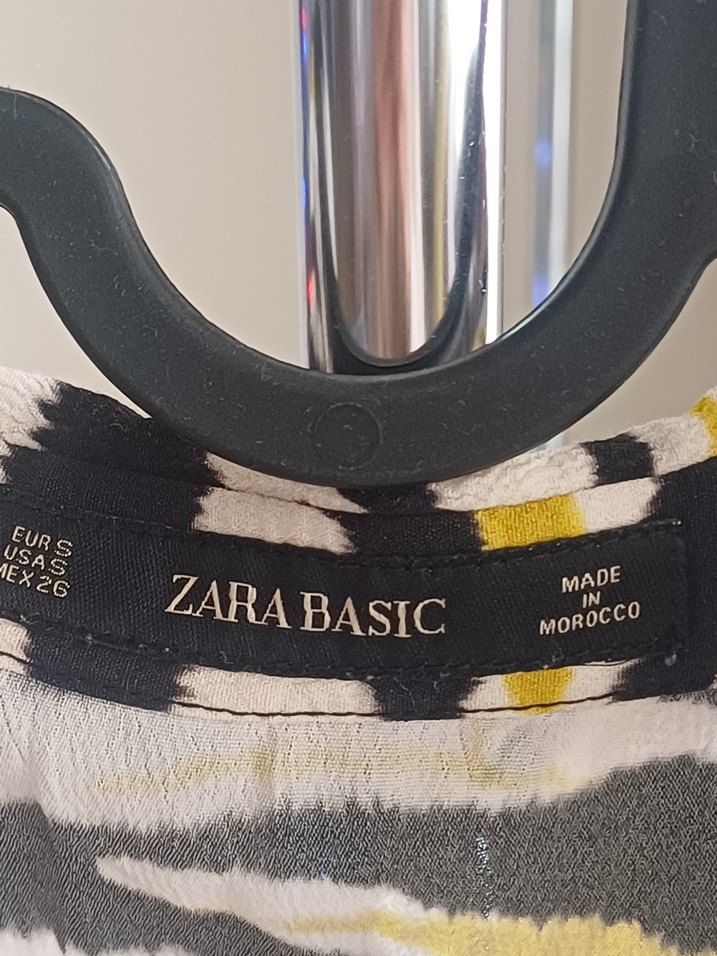 EUR S
USA S
MEX 26
ZARA BASIC
MADE
IN
MOROCCO